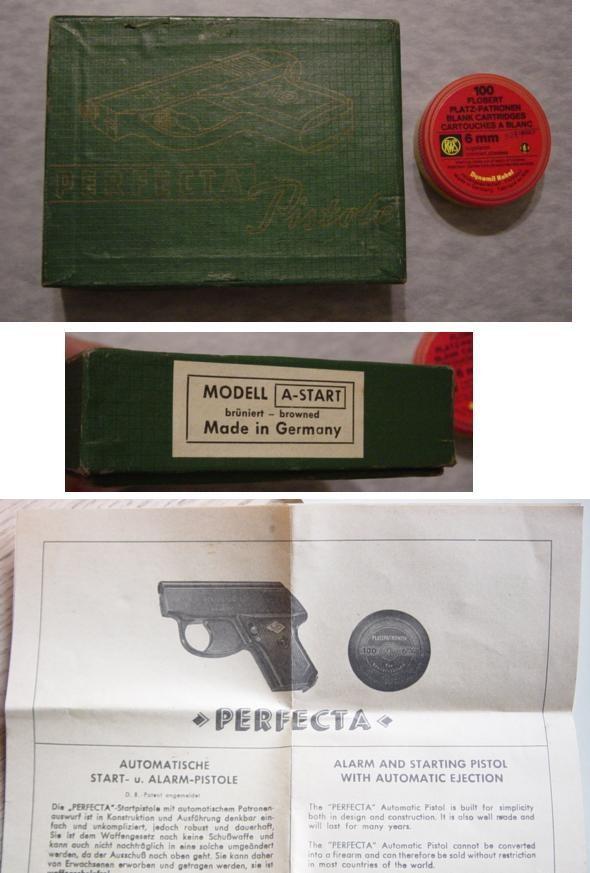 PERFECTA
Pistole
100
FLOBERT
PLATZ-PATRONEN
BLANK CARTRIDGES
CARTOUCHES A BLANC
RWS
6 mm
Dynamit Nobel
MODELL A-START
brüniert – browned
Made in Germany
PLATZPATRONEN
100
PERFECTA
AUTOMATISCHE
START- u. ALARM-PISTOLE
D. B. - Patent angemeldet
Die „PERFECTA"-Startpistole mit automatischem Patronen-
auswurf ist in Konstruktion und Ausführung denkbar ein-
fach und unkompliziert, jedoch robust und dauerhaft,
Sie ist dem Waffengesetz nach keine Schußwaffe und
kann auch nicht nachträglich in eine solche umgeändert
werden, da der Ausschuß nach oben geht. Sie kann daher
von Erwachsenen erworben und getragen werden, sie ist
ALARM AND STARTING PISTOL
WITH AUTOMATIC EJECTION
The "PERFECTA" Automatic Pistol is built for simplicity
both in design and construction. It is also well made and
will last for many years.
The "PERFECTA" Automatic Pistol cannot be converted
into a firearm and can therefore be sold without restriction
in most countries of the world.